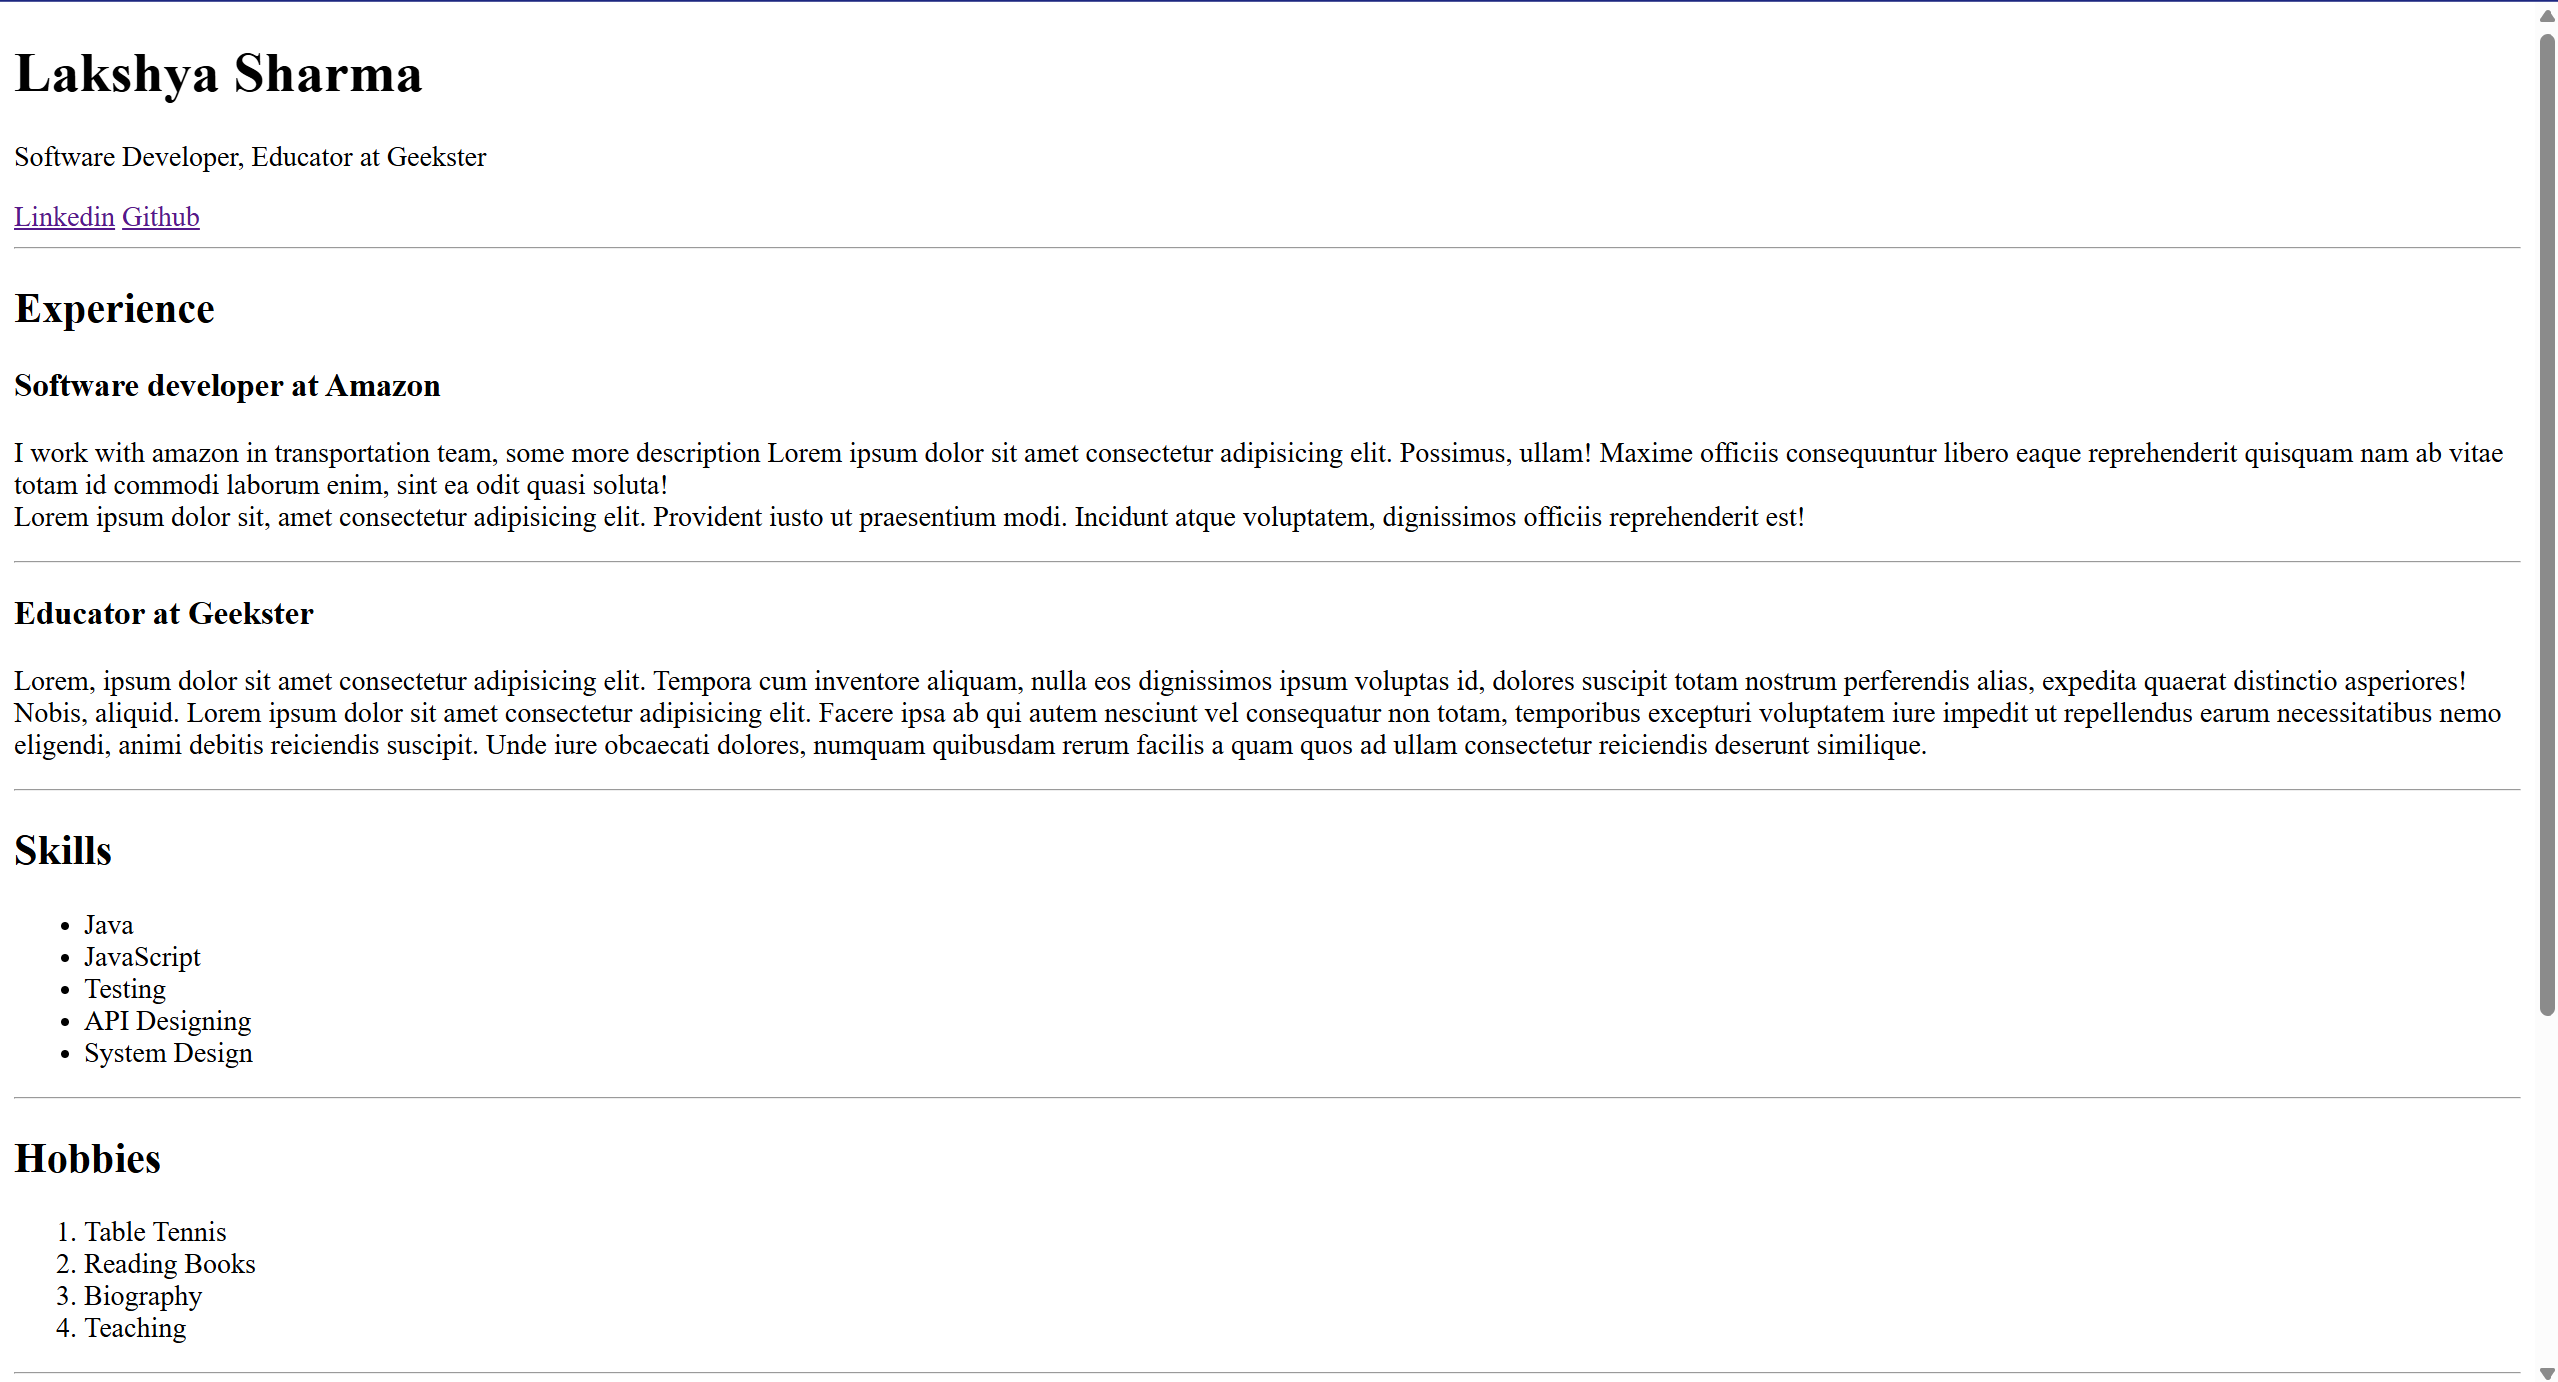 Lakshya Sharma
Software Developer, Educator at Geekster
Linkedin Github
Experience
Software developer at Amazon
I work with amazon in transportation team, some more description Lorem ipsum dolor sit amet consectetur adipisicing elit. Possimus, ullam! Maxime officiis consequuntur libero eaque reprehenderit quisquam nam ab vitae
totam id commodi laborum enim, sint ea odit quasi soluta!
Lorem ipsum dolor sit, amet consectetur adipisicing elit. Provident iusto ut praesentium modi. Incidunt atque voluptatem, dignissimos officiis reprehenderit est!
Educator at Geekster
Lorem, ipsum dolor sit amet consectetur adipisicing elit. Tempora cum inventore aliquam, nulla eos dignissimos ipsum voluptas id, dolores suscipit totam nostrum perferendis alias, expedita quaerat distinctio asperiores!
Nobis, aliquid. Lorem ipsum dolor sit amet consectetur adipisicing elit. Facere ipsa ab qui autem nesciunt vel consequatur non totam, temporibus excepturi voluptatem iure impedit ut repellendus earum necessitatibus nemo
eligendi, animi debitis reiciendis suscipit. Unde iure obcaecati dolores, numquam quibusdam rerum facilis a quam quos ad ullam consectetur reiciendis deserunt similique.
Skills
• Java
• JavaScript
• Testing
• API Designing
• System Design
Hobbies
1. Table Tennis
2. Reading Books
3. Biography
4. Teaching